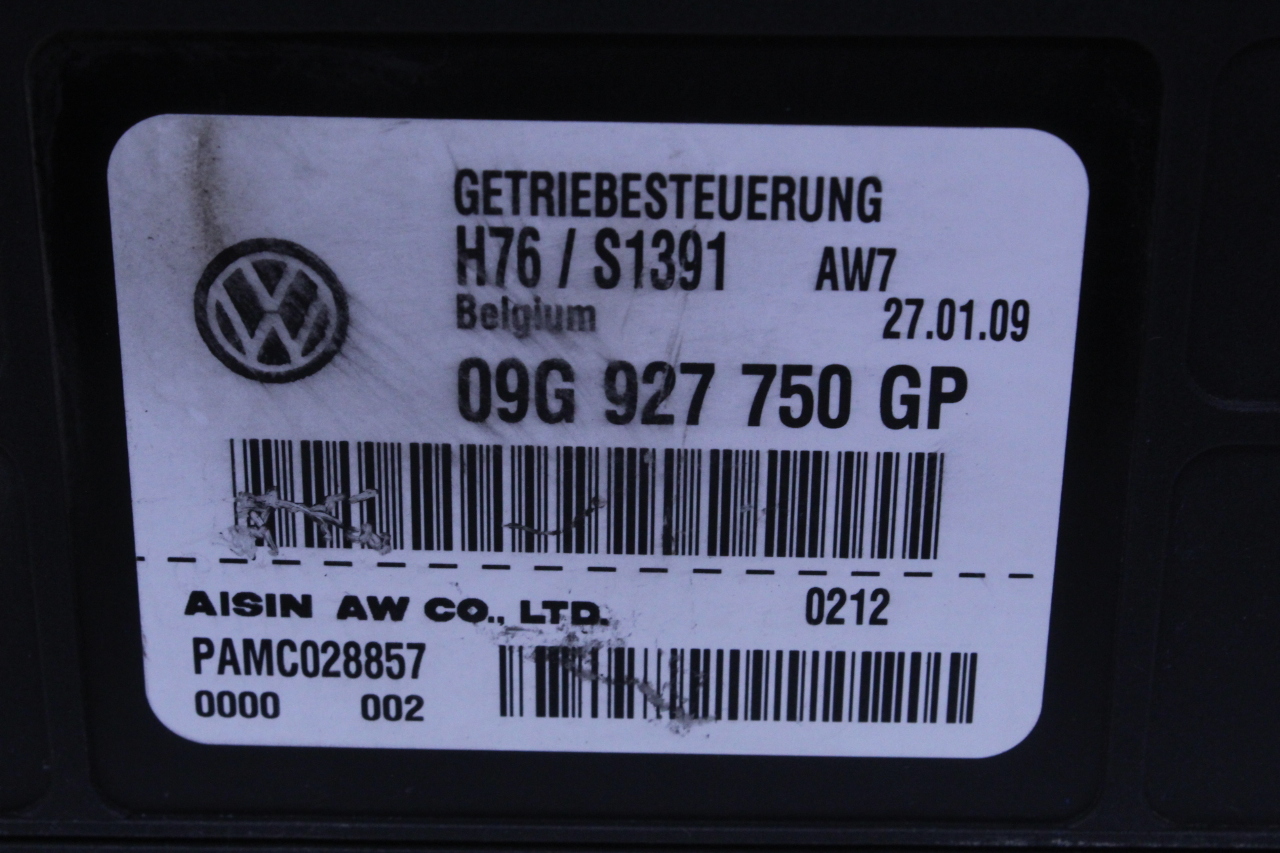 GETRIEBESTEUERUNG
H76 / S1391 AW7
Belgium 27.01.09
09G 927 750 GP
AISIN AW CO., LTD. 0212
PAMC028857
0000 002